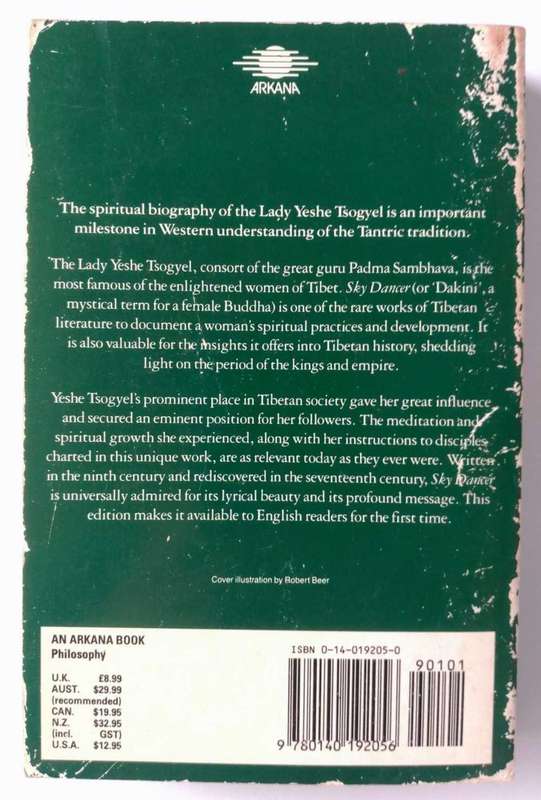 ARKANA
The spiritual biography of the Lady Yeshe Tsogyel is an important
milestone in Western understanding of the Tantric tradition.
The Lady Yeshe Tsogyel, consort of the great guru Padma Sambhava, is the
most famous of the enlightened women of Tibet. Sky Dancer (or 'Dakini', a
mystical term for a female Buddha) is one of the rare works of Tibetan
literature to document a woman's spiritual practices and development. It
is also valuable for the insights it offers into Tibetan history, shedding
light on the period of the kings and empire.
Yeshe Tsogyel's prominent place in Tibetan society gave her great influence
and secured an eminent position for her followers. The meditation and
spiritual growth she experienced, along with her instructions to disciples
charted in this unique work, are as relevant today as they ever were. Written
in the ninth century and rediscovered in the seventeenth century, Sky Dancer
is universally admired for its lyrical beauty and its profound message. This
edition makes it available to English readers for the first time.
Cover illustration by Robert Beer
AN ARKANA BOOK
Philosophy
U.K. £8.99
AUST. $29.99
(recommended)
CAN. $19.95
N.Z. $32.95
(incl. GST)
U.S.A. $12.95
ISBN 0-14-019205-0
90101
9 780140 192056